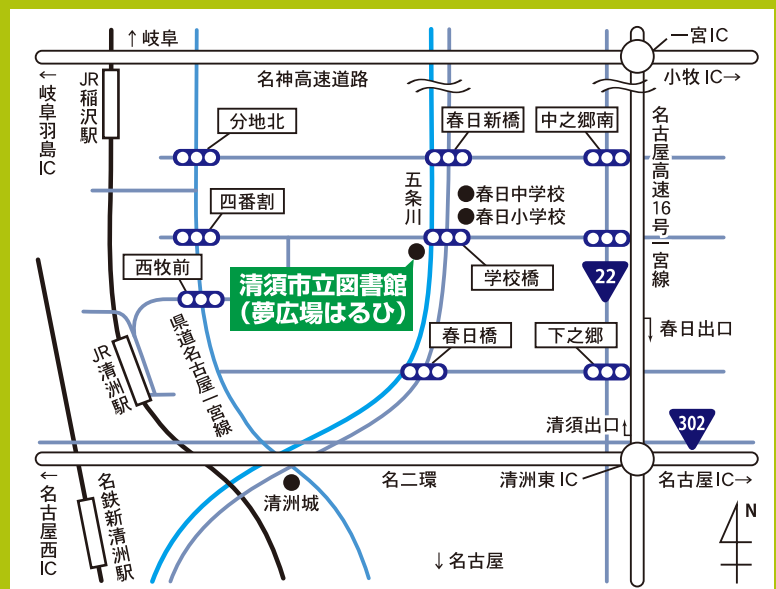 ↑岐阜
一宮IC
名神高速道路
小牧IC→
←岐阜羽島IC
JR稲沢駅
分地北
春日新橋
中之郷南
名古屋高速16号一宮線
五条川
春日中学校
春日小学校
四番割
西牧前
清須市立図書館
(夢広場はるひ)
学校橋
22
県道名古屋一宮線
春日橋
下之郷
春日出口
JR清洲駅
清須出口
302
清洲城
名二環
清洲東IC
名古屋IC→
←名古屋西IC
名鉄新清洲駅
↓名古屋
N